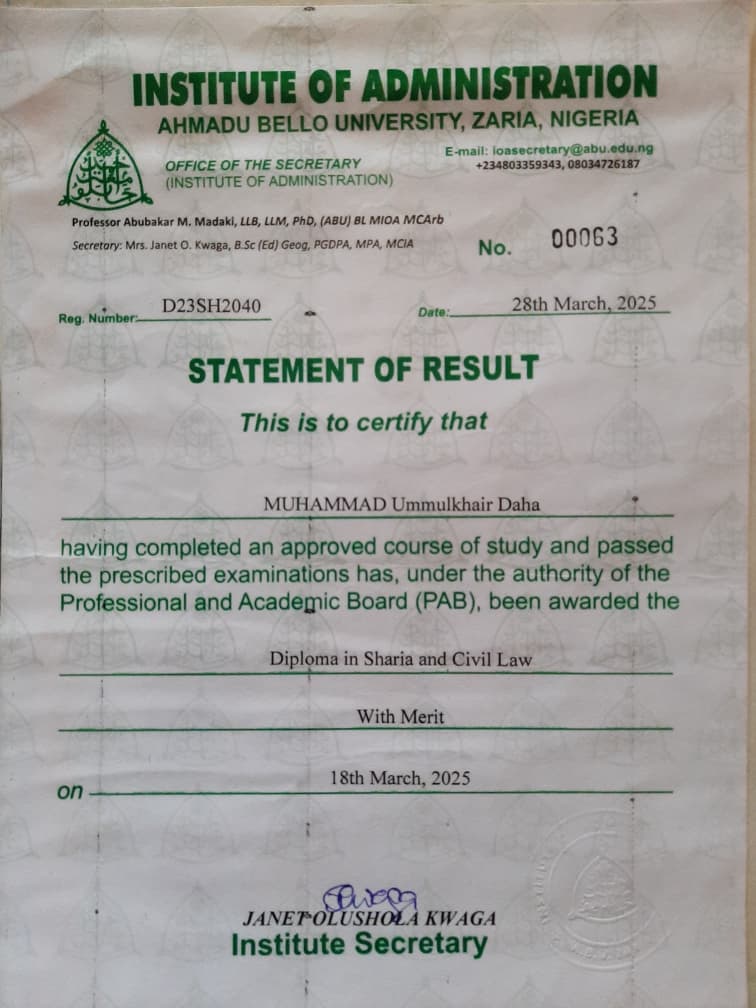 INSTITUTE OF ADMINISTRATION
AHMADU BELLO UNIVERSITY, ZARIA, NIGERIA
OFFICE OF THE SECRETARY
(INSTITUTE OF ADMINISTRATION)
E-mail: ioasecretary@abu.edu.ng
+234803359343, 08034726187
Professor Abubakar M. Madaki, LLB, LLM, PhD, (ABU) BL MIOA MCArb
Secretary: Mrs. Janet O. Kwaga, B.Sc (Ed) Geog, PGDPA, MPA, MCIA
No. 00063
Reg. Number: D23SH2040
Date: 28th March, 2025
STATEMENT OF RESULT
This is to certify that
MUHAMMAD Ummulkhair Daha
having completed an approved course of study and passed
the prescribed examinations has, under the authority of the
Professional and Academic Board (PAB), been awarded the
Diploma in Sharia and Civil Law
With Merit
on 18th March, 2025
JANET OLUSHOLA KWAGA
Institute Secretary